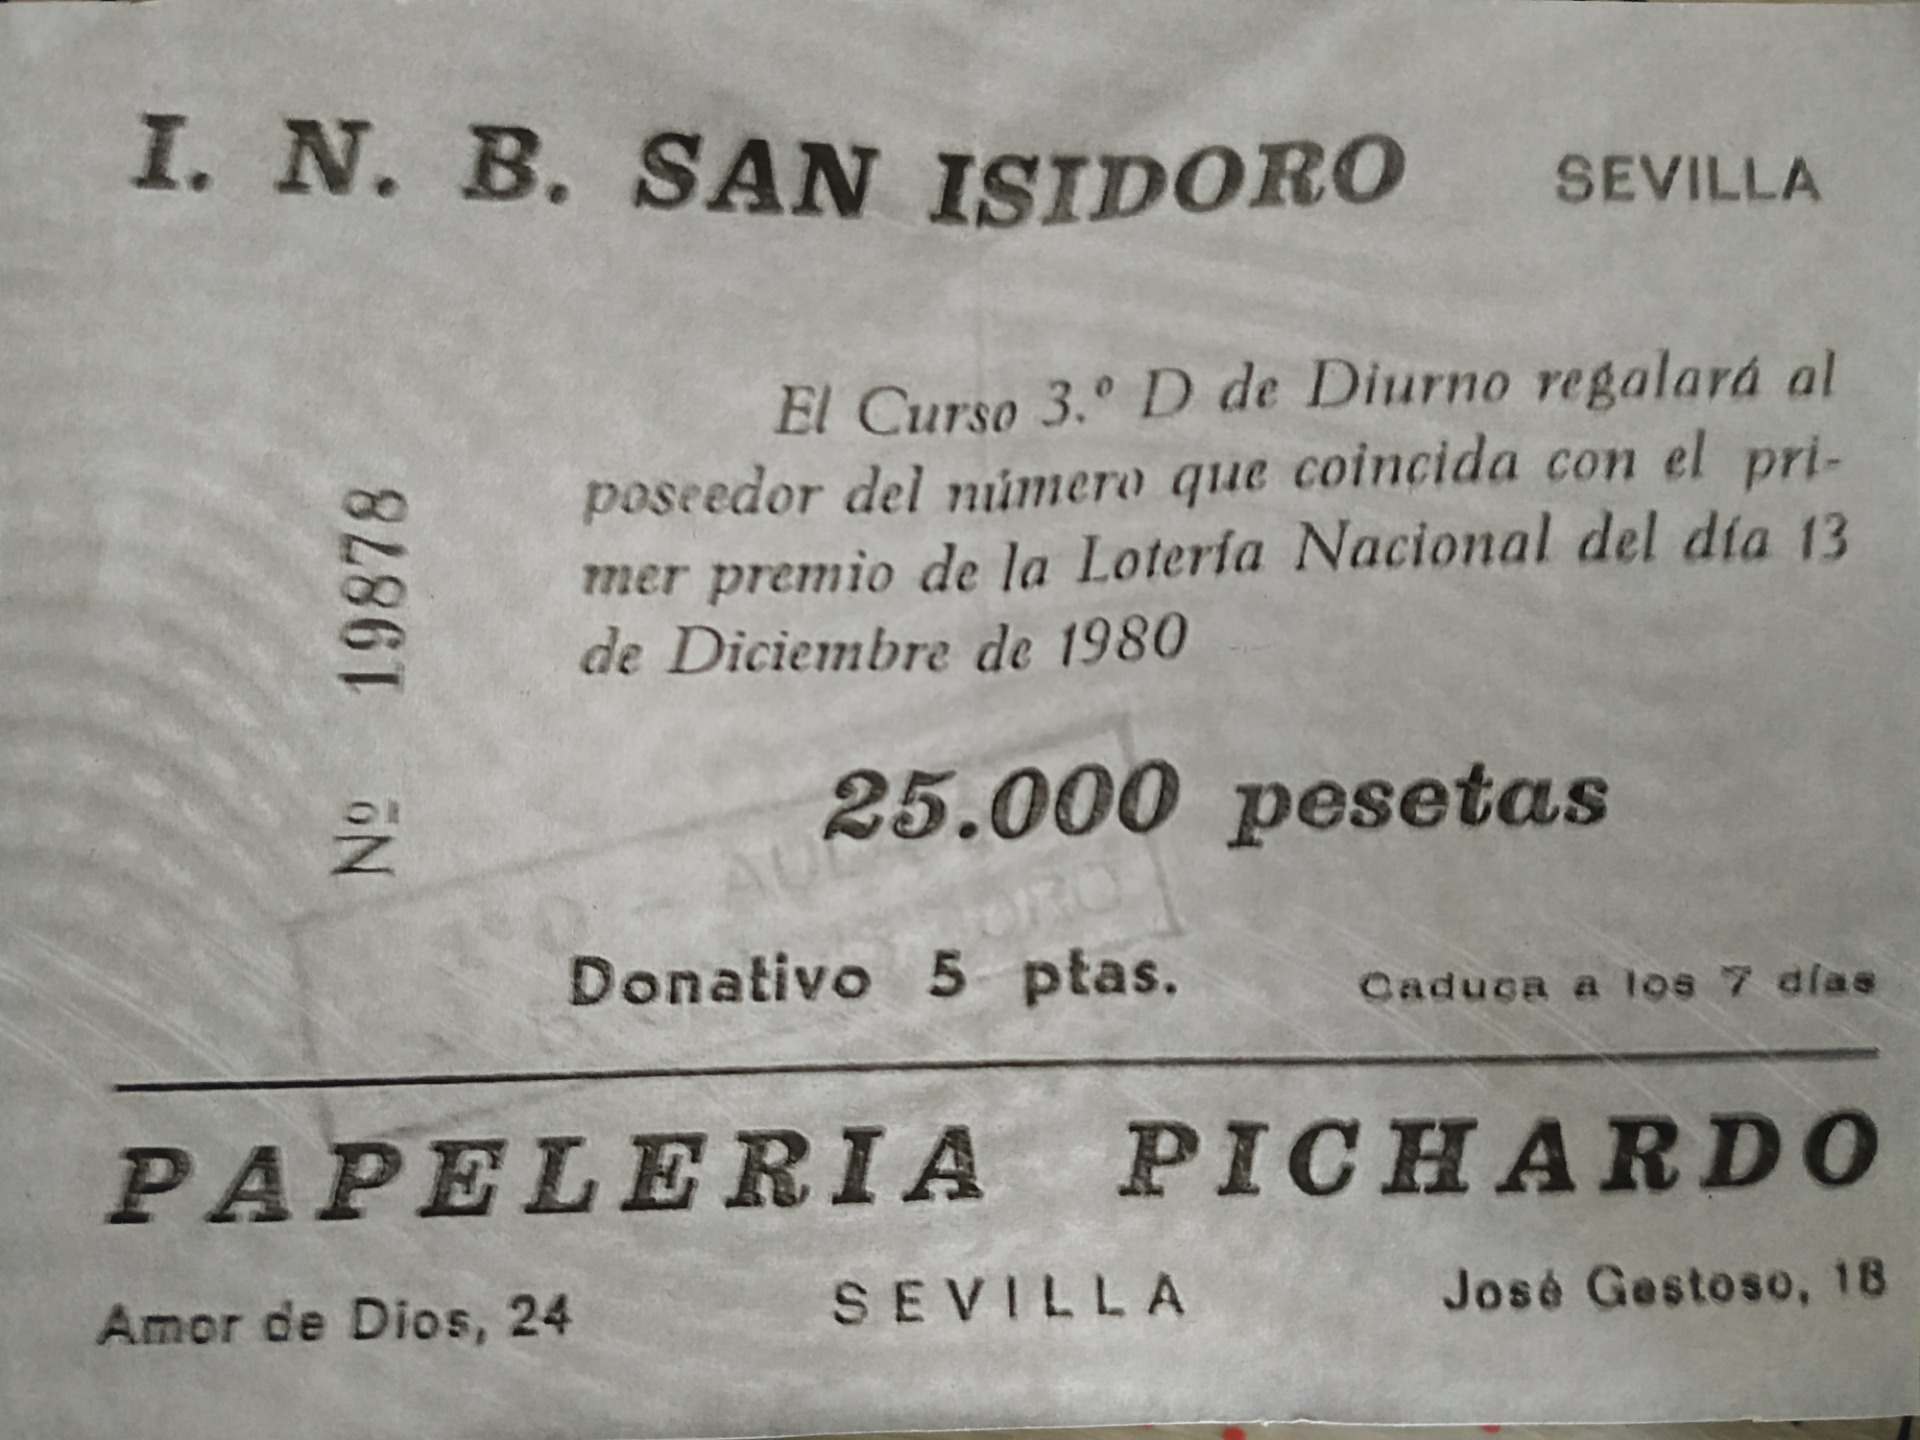 I. N. B. SAN ISIDORO SEVILLA
El Curso 3.º D de Diurno regalará al
poseedor del número que coincida con el pri-
mer premio de la Lotería Nacional del día 13
de Diciembre de 1980
Nº 19878
25.000 pesetas
Donativo 5 ptas. Caduca a los 7 días
PAPELERIA PICHARDO
Amor de Dios, 24 SEVILLA José Gestoso, 18